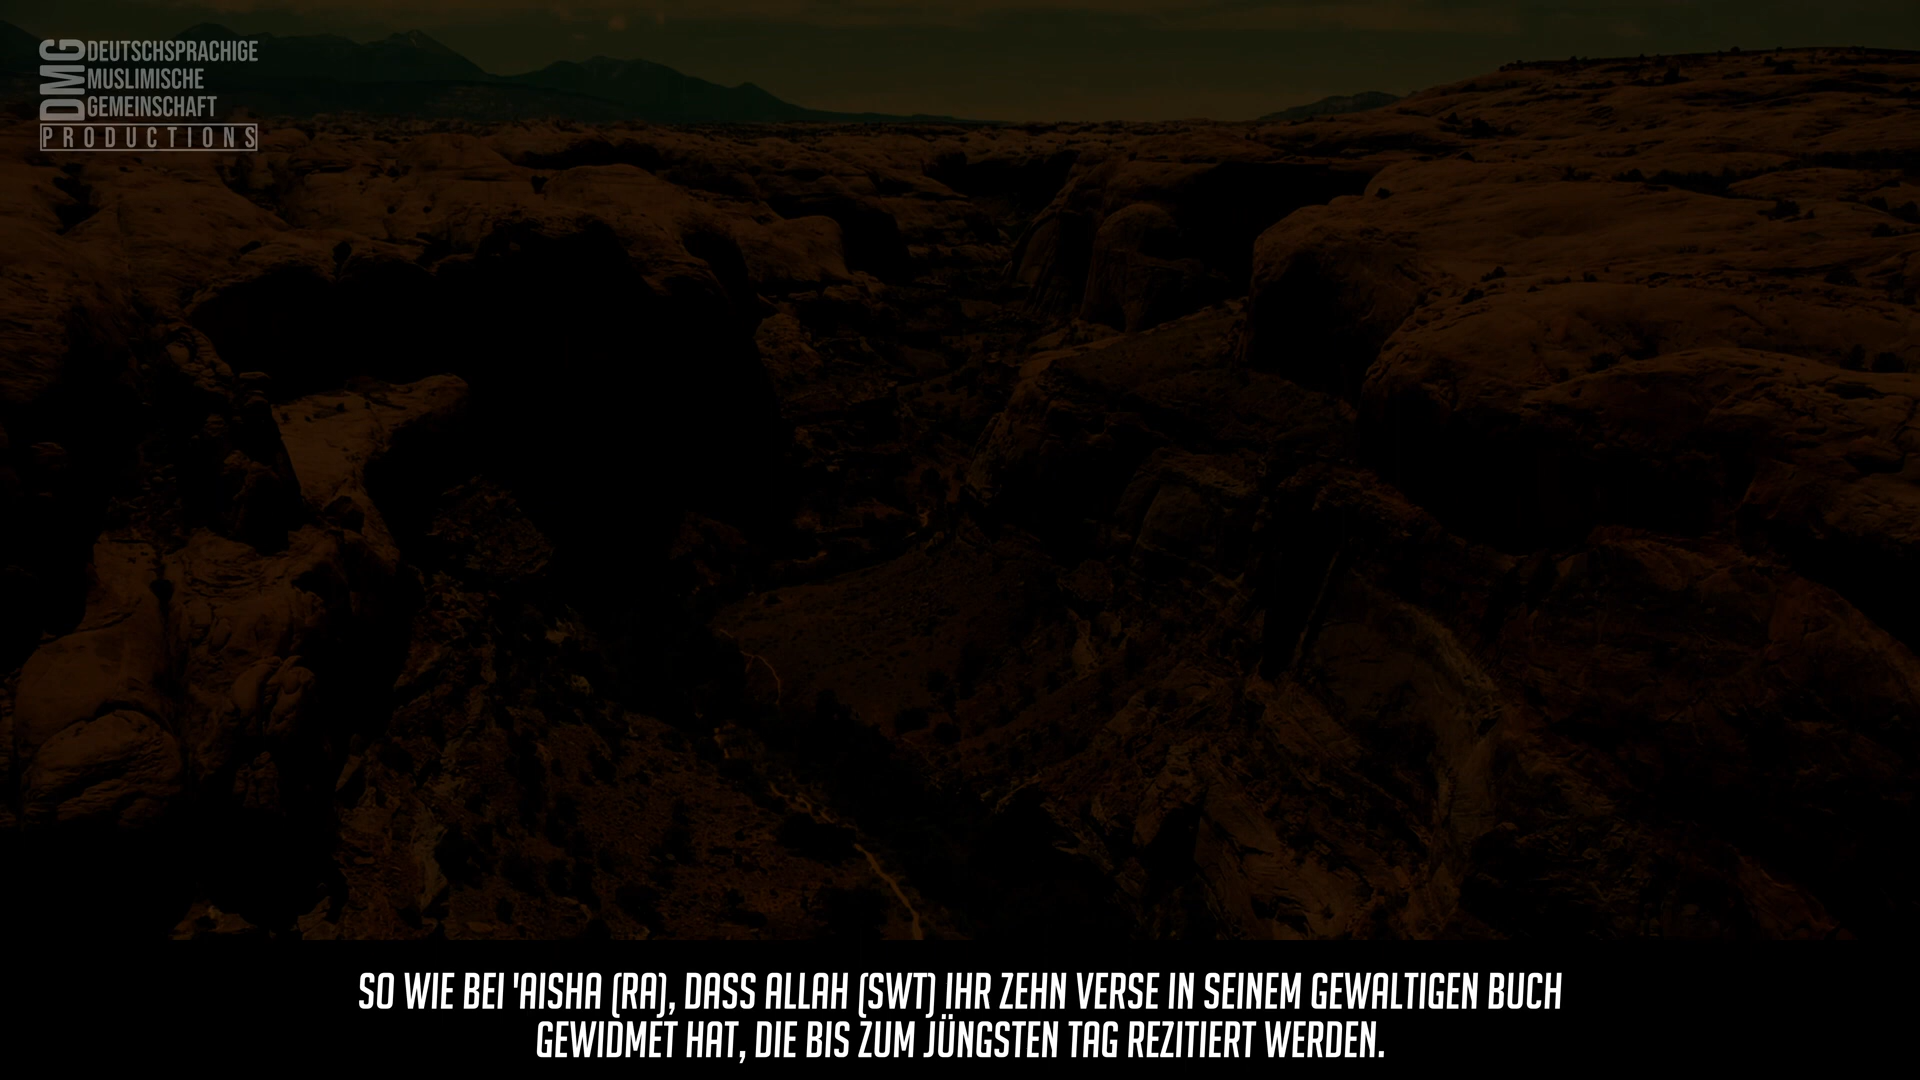 DMG
DEUTSCHSPRACHIGE
MUSLIMISCHE
GEMEINSCHAFT
PRODUCTIONS
SO WIE BEI 'AISHA (RA), DASS ALLAH (SWT) IHR ZEHN VERSE IN SEINEM GEWALTIGEN BUCH
GEWIDMET HAT, DIE BIS ZUM JÜNGSTEN TAG REZITIERT WERDEN.